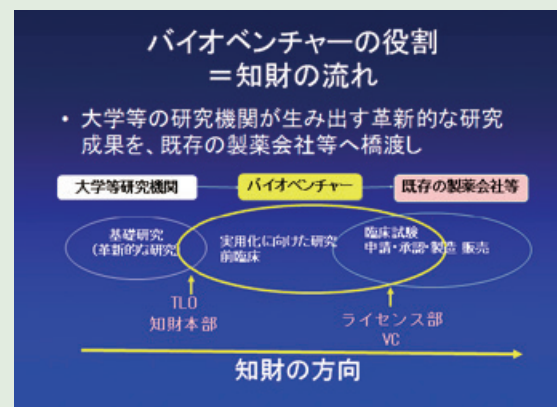 バイオベンチャーの役割
＝知財の流れ
・ 大学等の研究機関が生み出す革新的な研究
成果を、既存の製薬会社等へ橋渡し
大学等研究機関
バイオベンチャー
既存の製薬会社等
基礎研究
(革新的な研究)
実用化に向けた研究
前臨床
臨床試験
申請・承認・製造 販売
TLO
知財本部
ライセンス部
VC
知財の方向